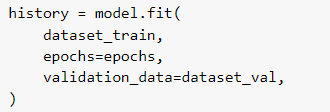 history = model.fit(
    dataset_train,
    epochs=epochs,
    validation_data=dataset_val,
)